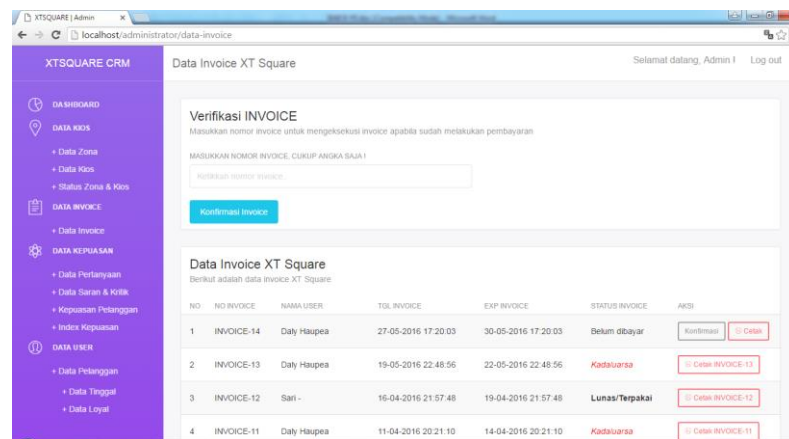 XTSQUARE | Admin
localhost/administrator/data-invoice
XTSQUARE CRM
Data Invoice XT Square
Selamat datang, Admin !
Log out
DASHBOARD
DATA KIOS
+ Data Zona
+ Data Kios
+ Status Zona & Kios
DATA INVOICE
+ Data Invoice
DATA KEPUASAN
+ Data Pertanyaan
+ Data Saran & Kritik
+ Kepuasan Pelanggan
+ Index Kepuasan
DATA USER
+ Data Pelanggan
+ Data Tinggal
+ Data Loyal
Verifikasi INVOICE
Masukkan nomor invoice untuk mengeksekusi invoice apabila sudah melakukan pembayaran
MASUKKAN NOMOR INVOICE, CUKUP ANGKA SAJA !
Ketikkan nomor invoice
Konfirmasi Invoice
Data Invoice XT Square
Berikut adalah data invoice XT Square
NO NO INVOICE NAMA USER TGL INVOICE EXP INVOICE STATUS INVOICE AKSI
1 INVOICE-14 Daly Haupea 27-05-2016 17:20:03 30-05-2016 17:20:03 Belum dibayar Konfirmasi Cetak
2 INVOICE-13 Daly Haupea 19-05-2016 22:48:56 22-05-2016 22:48:56 Kadaluarsa Cetak INVOICE-13
3 INVOICE-12 Sari - 16-04-2016 21:57:48 19-04-2016 21:57:48 Lunas/Terpakai Cetak INVOICE-12
4 INVOICE-11 Daly Haupea 11-04-2016 20:21:10 14-04-2016 20:21:10 Kadaluarsa Cetak INVOICE-11